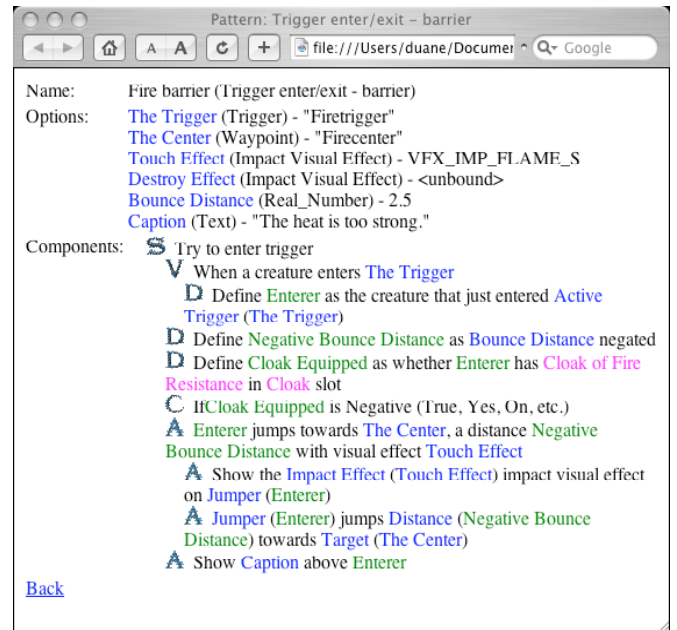 Pattern: Trigger enter/exit - barrier
A A C + file:///Users/duane/Documer Q Google
Name: Fire barrier (Trigger enter/exit - barrier)
Options: The Trigger (Trigger) - "Firetrigger"
The Center (Waypoint) - "Firecenter"
Touch Effect (Impact Visual Effect) - VFX_IMP_FLAME_S
Destroy Effect (Impact Visual Effect) - <unbound>
Bounce Distance (Real_Number) - 2.5
Caption (Text) - "The heat is too strong."
Components: S Try to enter trigger
V When a creature enters The Trigger
D Define Enterer as the creature that just entered Active
Trigger (The Trigger)
D Define Negative Bounce Distance as Bounce Distance negated
D Define Cloak Equipped as whether Enterer has Cloak of Fire
Resistance in Cloak slot
C IfCloak Equipped is Negative (True, Yes, On, etc.)
A Enterer jumps towards The Center, a distance Negative
Bounce Distance with visual effect Touch Effect
A Show the Impact Effect (Touch Effect) impact visual effect
on Jumper (Enterer)
A Jumper (Enterer) jumps Distance (Negative Bounce
Distance) towards Target (The Center)
A Show Caption above Enterer
Back